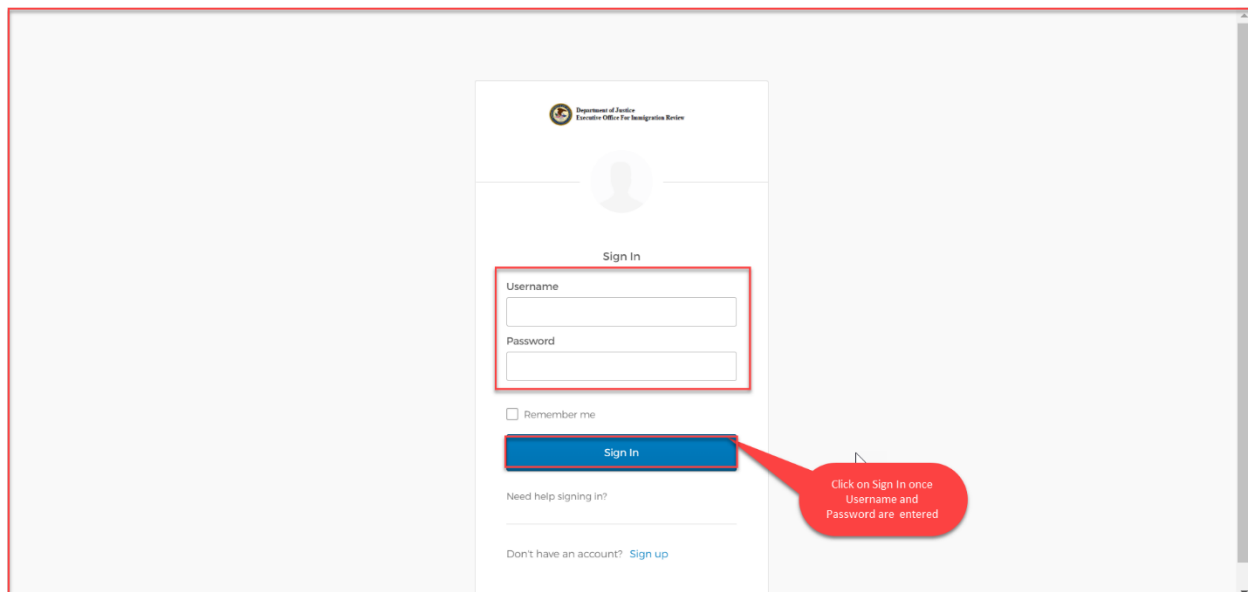 Department of Justice
Executive Office For Immigration Review
Sign In
Username
Password
Remember me
Sign In
Click on Sign In once
Username and
Password are entered
Need help signing in?
Don't have an account? Sign up